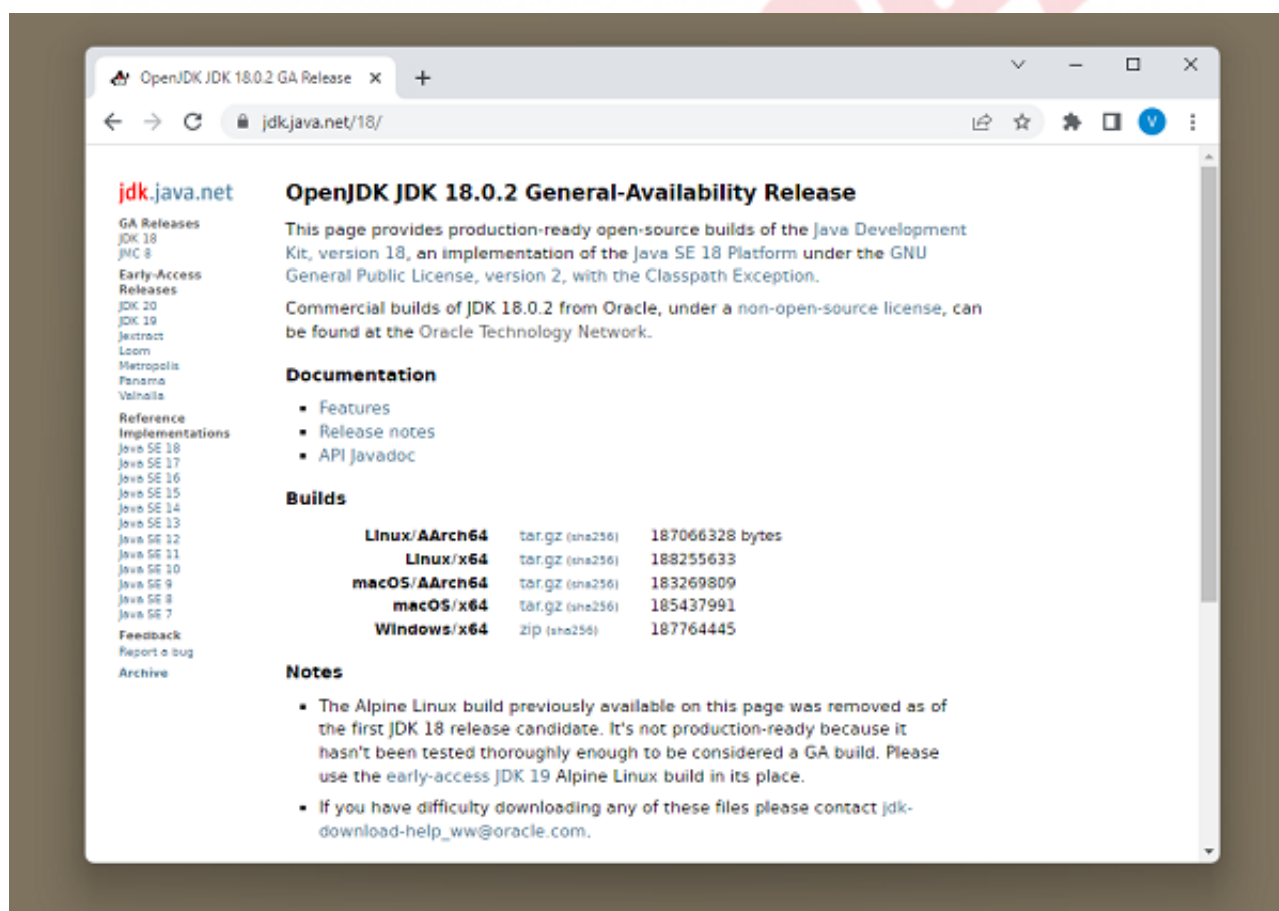 OpenJDK JDK 18.0.2 GA Release
jdk.java.net/18/
V
jdk.java.net
GA Releases
JDK 18
JMC 8
Early-Access
Releases
JDK 20
JDK 19
Jextract
Loom
Metropolis
Panama
Valhalla
Reference
Implementations
Java SE 18
Java SE 17
Java SE 16
Java SE 15
Java SE 14
Java SE 13
Java SE 12
Java SE 11
Java SE 10
Java SE 9
Java SE 8
Java SE 7
Feedback
Report a bug
Archive
OpenJDK JDK 18.0.2 General-Availability Release
This page provides production-ready open-source builds of the Java Development
Kit, version 18, an implementation of the Java SE 18 Platform under the GNU
General Public License, version 2, with the Classpath Exception.
Commercial builds of JDK 18.0.2 from Oracle, under a non-open-source license, can
be found at the Oracle Technology Network.
Documentation
Features
Release notes
API Javadoc
Builds
Linux/AArch64 tar.gz (sha256) 187066328 bytes
Linux/x64 tar.gz (sha256) 188255633
macOS/AArch64 tar.gz (sha256) 183269809
macOS/x64 tar.gz (sha256) 185437991
Windows/x64 zip (sha256) 187764445
Notes
The Alpine Linux build previously available on this page was removed as of
the first JDK 18 release candidate. It's not production-ready because it
hasn't been tested thoroughly enough to be considered a GA build. Please
use the early-access JDK 19 Alpine Linux build in its place.
If you have difficulty downloading any of these files please contact jdk-
download-help_ww@oracle.com.